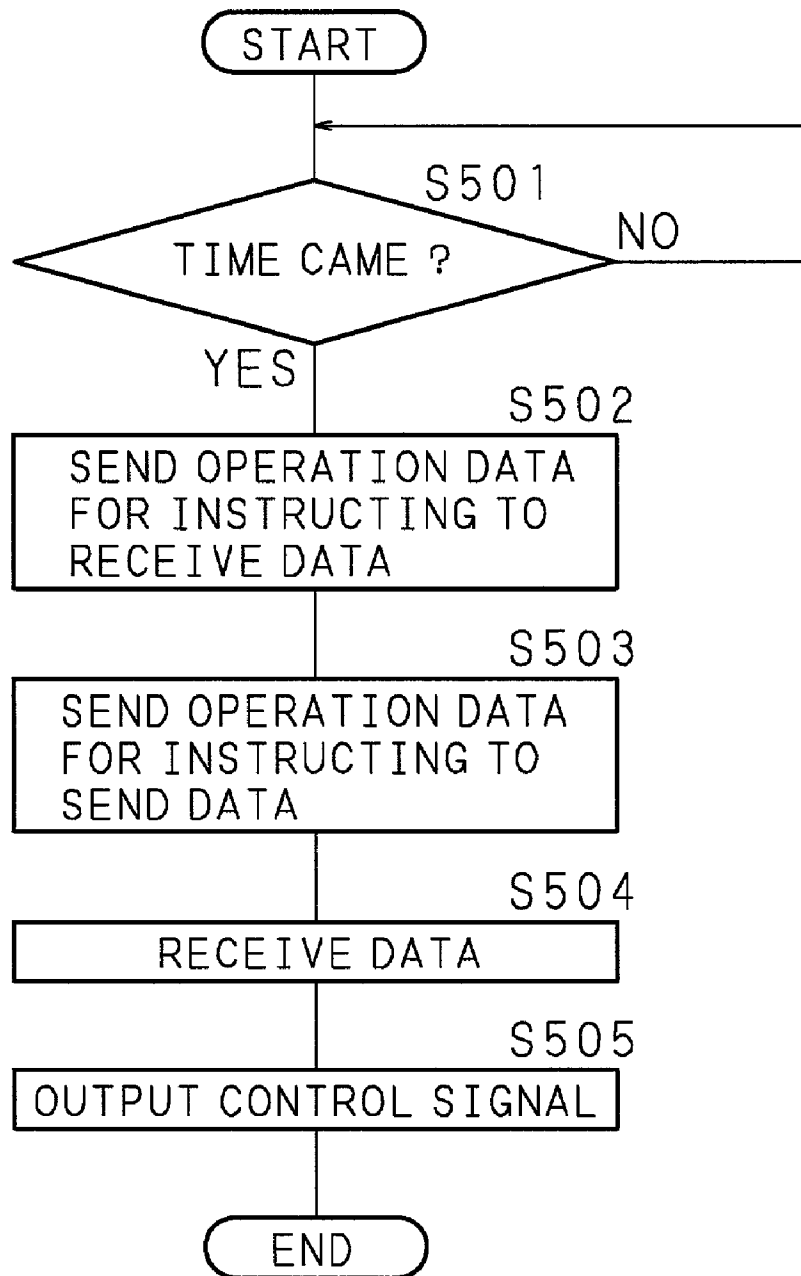 START
S501
TIME CAME ?
NO
YES
S502
SEND OPERATION DATA
FOR INSTRUCTING TO
RECEIVE DATA
S503
SEND OPERATION DATA
FOR INSTRUCTING TO
SEND DATA
S504
RECEIVE DATA
S505
OUTPUT CONTROL SIGNAL
END